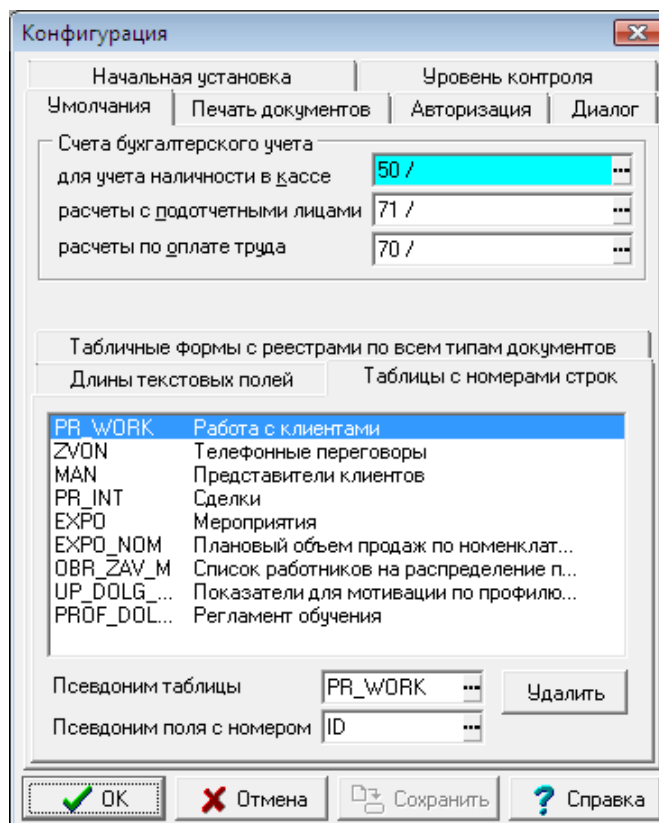 Конфигурация
Начальная установка Уровень контроля
Умолчания Печать документов Авторизация Диалог
Счета бухгалтерского учета
для учета наличности в кассе 50 / ...
расчеты с подотчетными лицами 71 / ...
расчеты по оплате труда 70 / ...
Табличные формы с реестрами по всем типам документов
Длины текстовых полей Таблицы с номерами строк
PR_WORK Работа с клиентами
ZVON Телефонные переговоры
MAN Представители клиентов
PR_INT Сделки
EXPO Мероприятия
EXPO_NOM Плановый объем продаж по номенклат...
OBR_ZAV_M Список работников на распределение п...
UP_DOLG_... Показатели для мотивации по профилю...
PROF_DOL... Регламент обучения
Псевдоним таблицы PR_WORK ... Удалить
Псевдоним поля с номером ID ...
OK Отмена Сохранить Справка